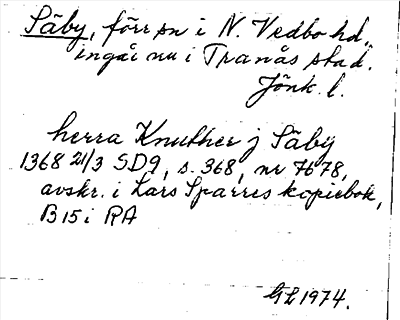 Säby, förr sn i N. Vedbo hd,
ingår nu i Tranås stad.
Jönk. l.
herra Knuther j Säby
1368 21/3 SD9, s. 368, nr 7678,
avskr. i Lars Sparres kopiebok,
B 15 i RA
GL 1974.